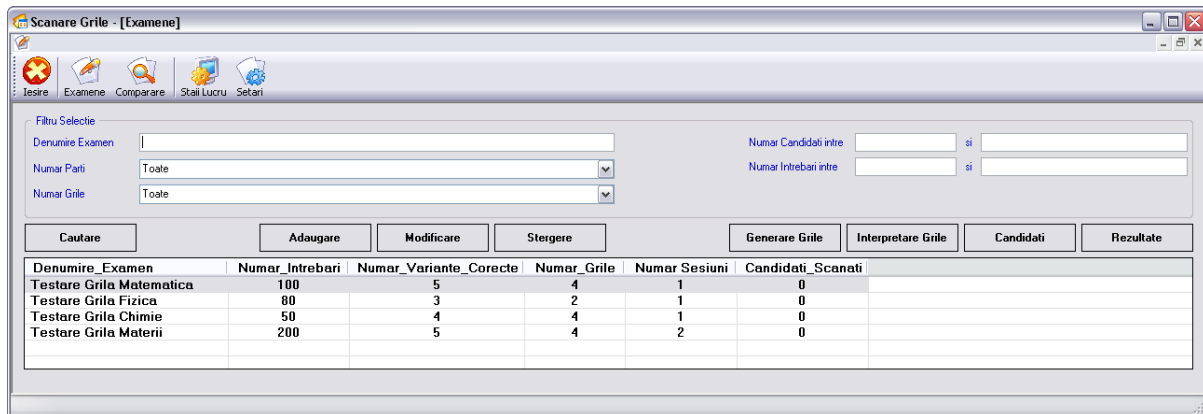 Scanare Grile - [Examene]
Iesire Examene Comparare Staii Lucru Setari
Filtru Selectie
Denumire Examen Numar Candidati intre si
Numar Parti Toate Numar Intrebari intre si
Numar Grile Toate
Cautare Adaugare Modificare Stergere Generare Grile Interpretare Grile Candidati Rezultate
Denumire_Examen Numar_Intrebari Numar_Variante_Corecte Numar_Grile Numar Sesiuni Candidati_Scanati
Testare Grila Matematica 100 5 4 1 0
Testare Grila Fizica 80 3 2 1 0
Testare Grila Chimie 50 4 4 1 0
Testare Grila Materii 200 5 4 2 0